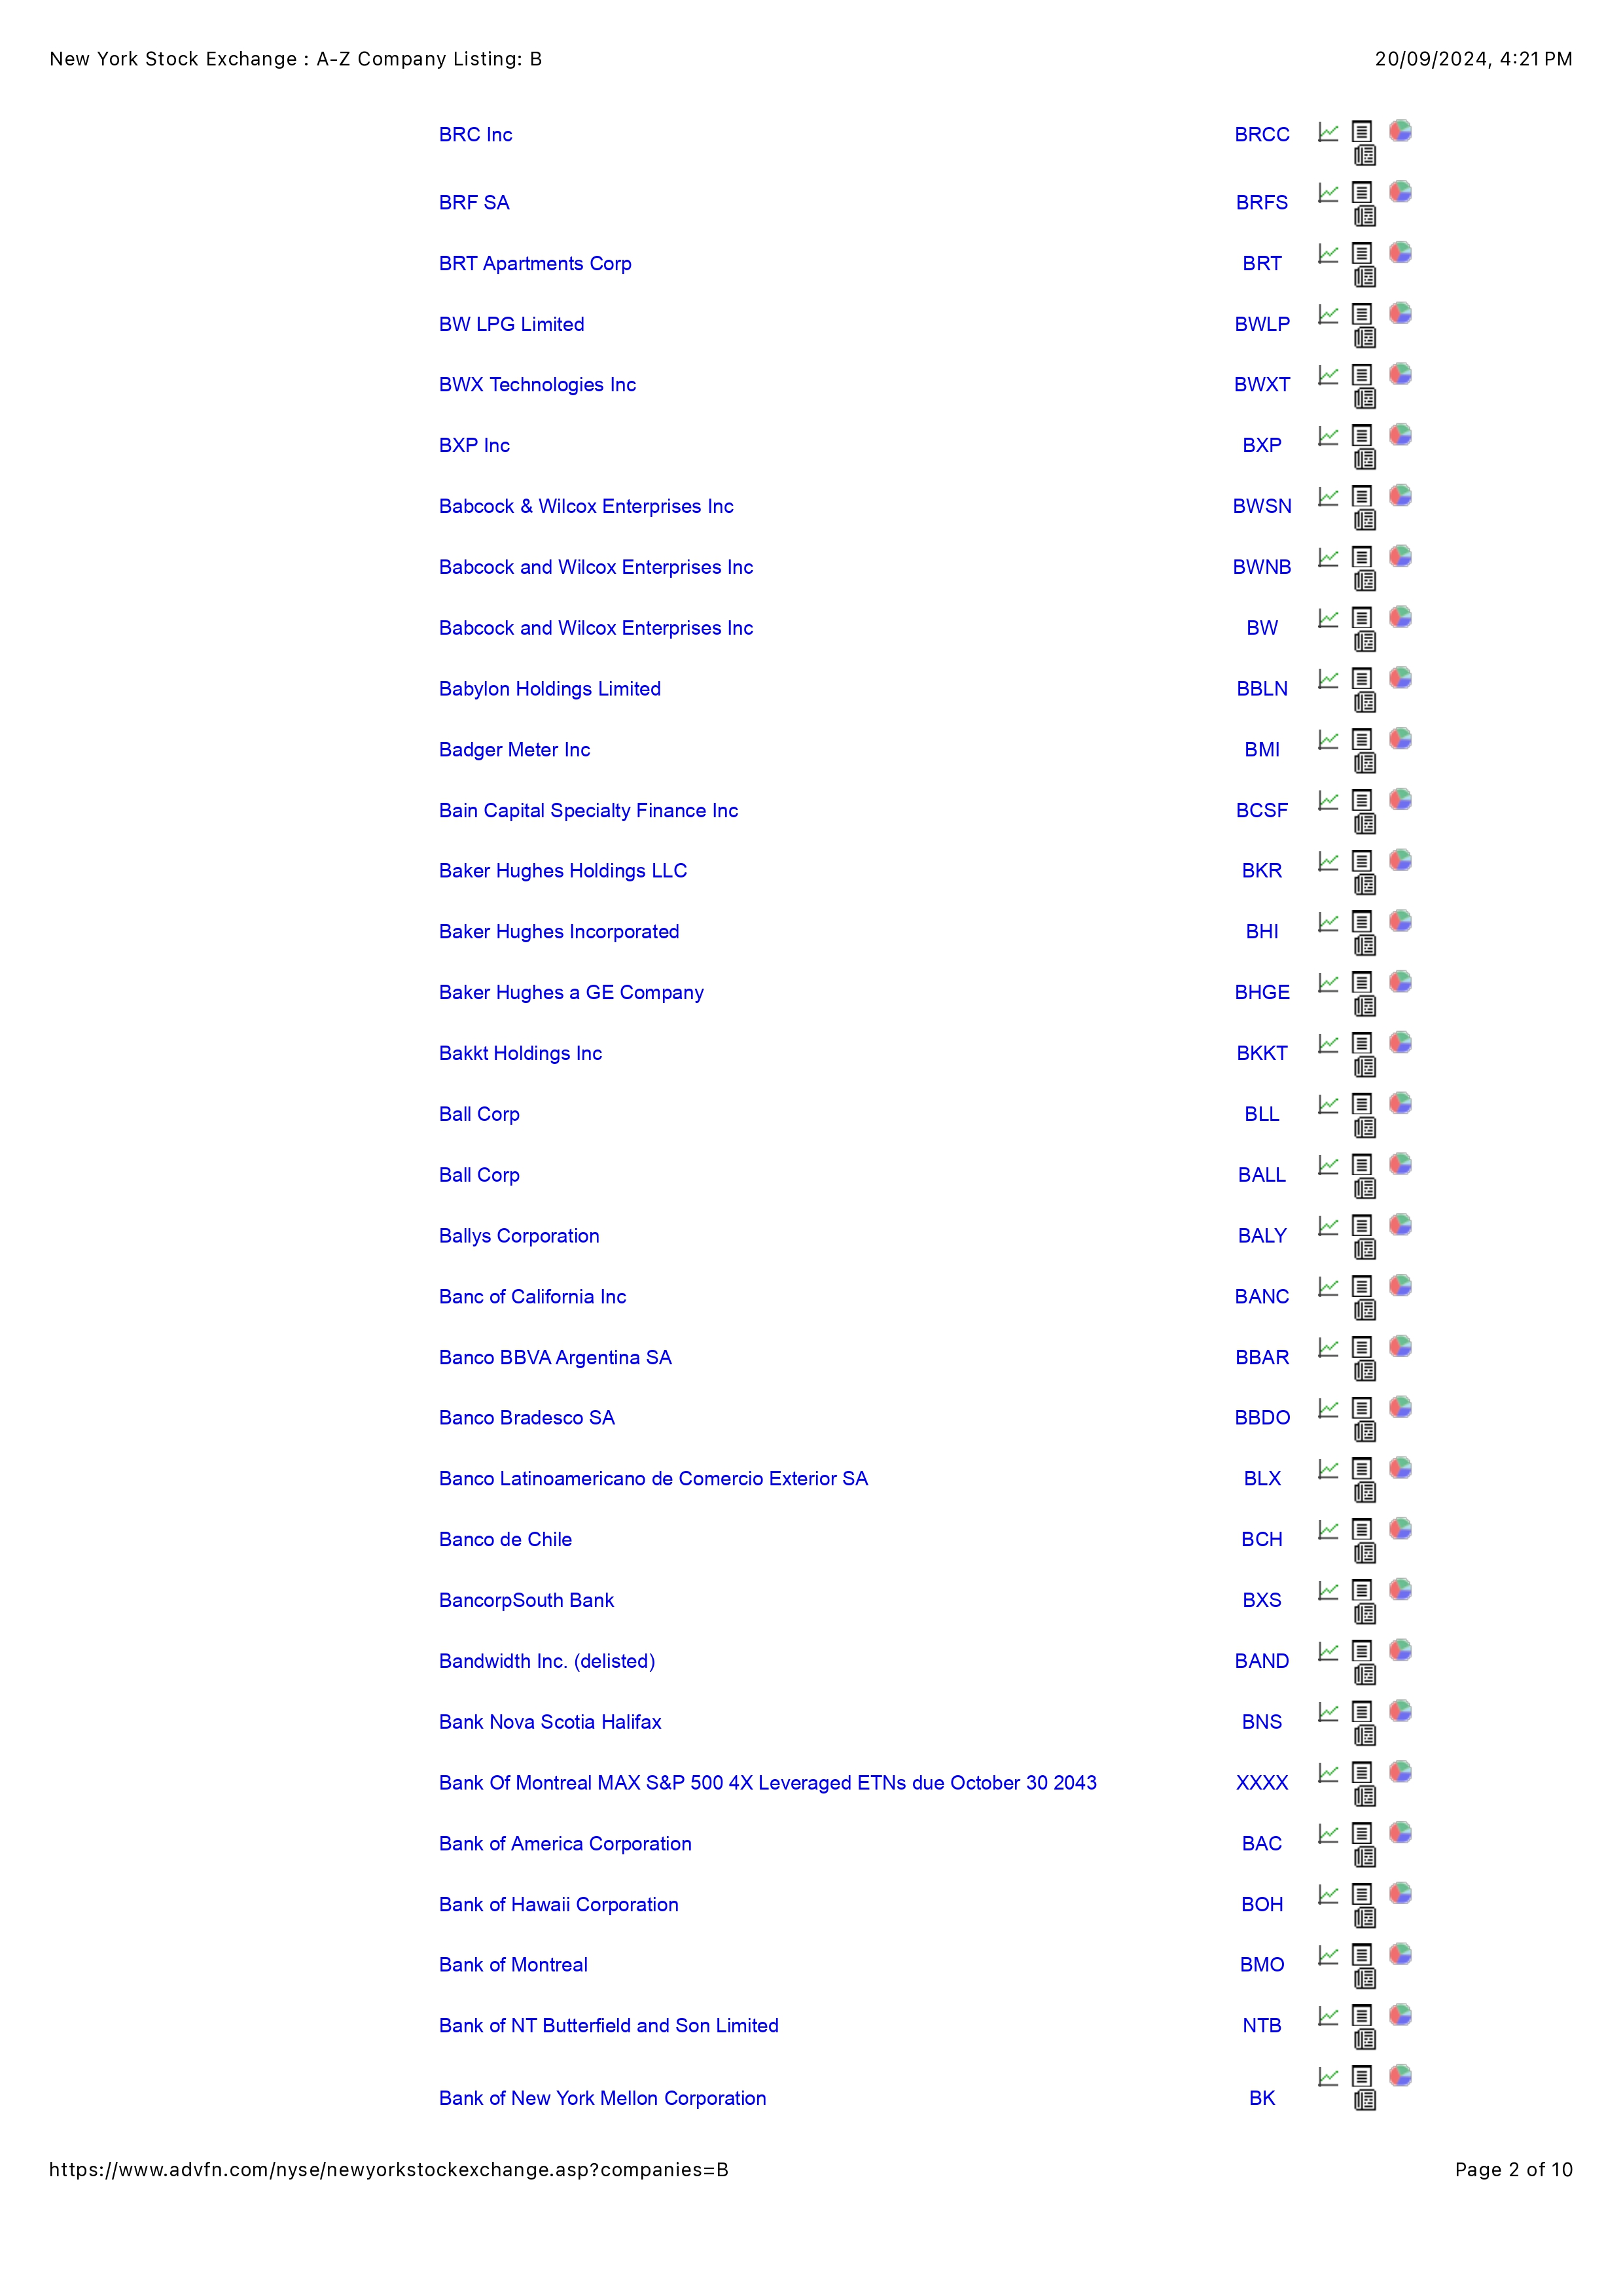 New York Stock Exchange : A-Z Company Listing: B 20/09/2024, 4:21 PM
BRC Inc BRCC
BRF SA BRFS
BRT Apartments Corp BRT
BW LPG Limited BWLP
BWX Technologies Inc BWXT
BXP Inc BXP
Babcock & Wilcox Enterprises Inc BWSN
Babcock and Wilcox Enterprises Inc BWNB
Babcock and Wilcox Enterprises Inc BW
Babylon Holdings Limited BBLN
Badger Meter Inc BMI
Bain Capital Specialty Finance Inc BCSF
Baker Hughes Holdings LLC BKR
Baker Hughes Incorporated BHI
Baker Hughes a GE Company BHGE
Bakkt Holdings Inc BKKT
Ball Corp BLL
Ball Corp BALL
Ballys Corporation BALY
Banc of California Inc BANC
Banco BBVA Argentina SA BBAR
Banco Bradesco SA BBDO
Banco Latinoamericano de Comercio Exterior SA BLX
Banco de Chile BCH
BancorpSouth Bank BXS
Bandwidth Inc. (delisted) BAND
Bank Nova Scotia Halifax BNS
Bank Of Montreal MAX S&P 500 4X Leveraged ETNs due October 30 2043 XXXX
Bank of America Corporation BAC
Bank of Hawaii Corporation BOH
Bank of Montreal BMO
Bank of NT Butterfield and Son Limited NTB
Bank of New York Mellon Corporation BK
https://www.advfn.com/nyse/newyorkstockexchange.asp?companies=B Page 2 of 10